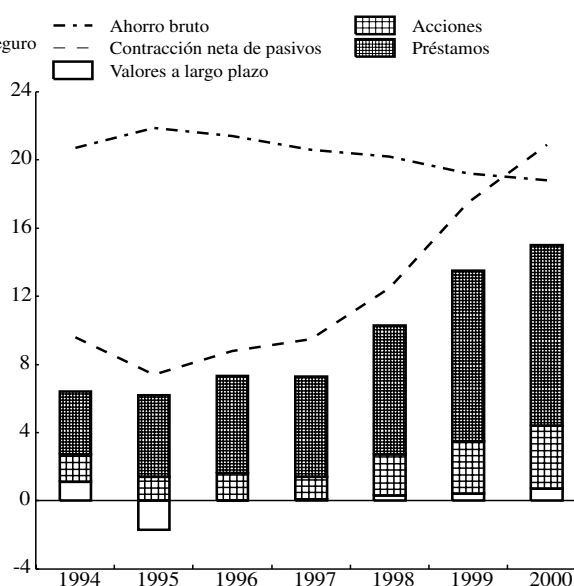 Ahorro bruto
Acciones
eguro
Contracción neta de pasivos
Préstamos
Valores a largo plazo
24
20
16
12
8
4
0
-4
1994 1995 1996 1997 1998 1999 2000